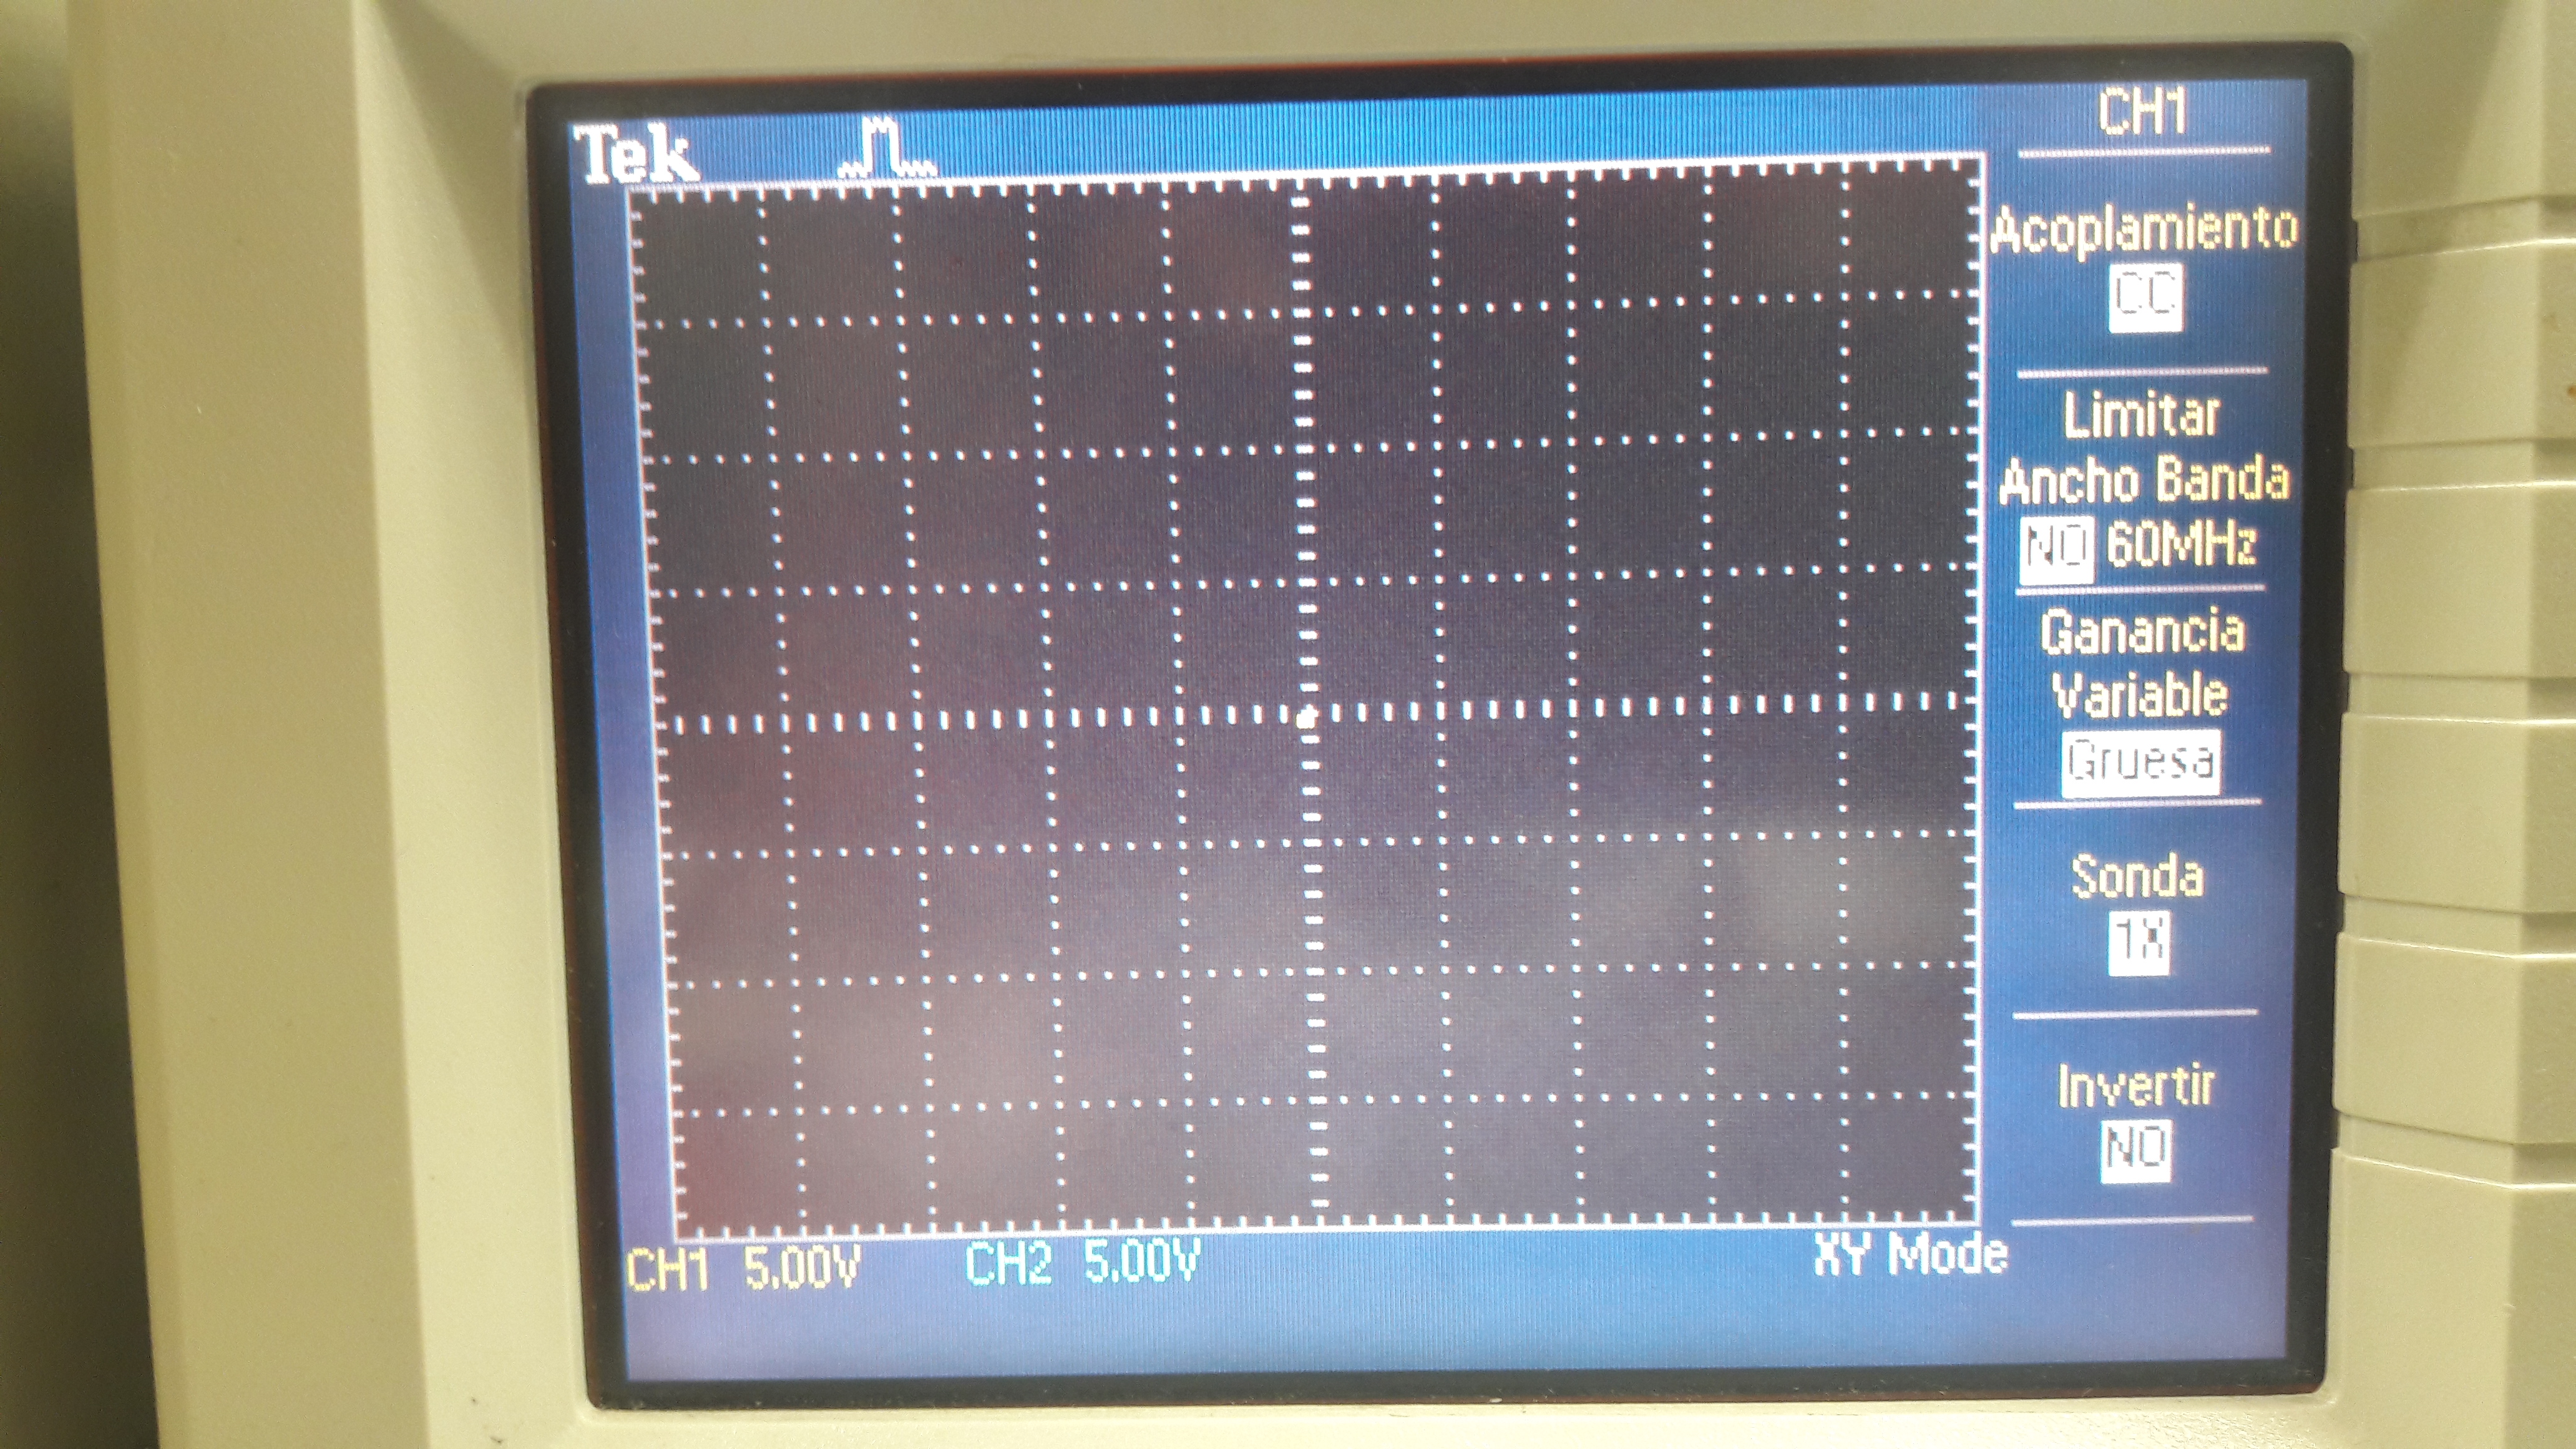 Tek
CH1
Acoplamiento
CC
Limitar
Ancho Banda
NO 60MHz
Ganancia
Variable
Gruesa
Sonda
1X
Invertir
NO
CH1 5.00V CH2 5.00V XY Mode